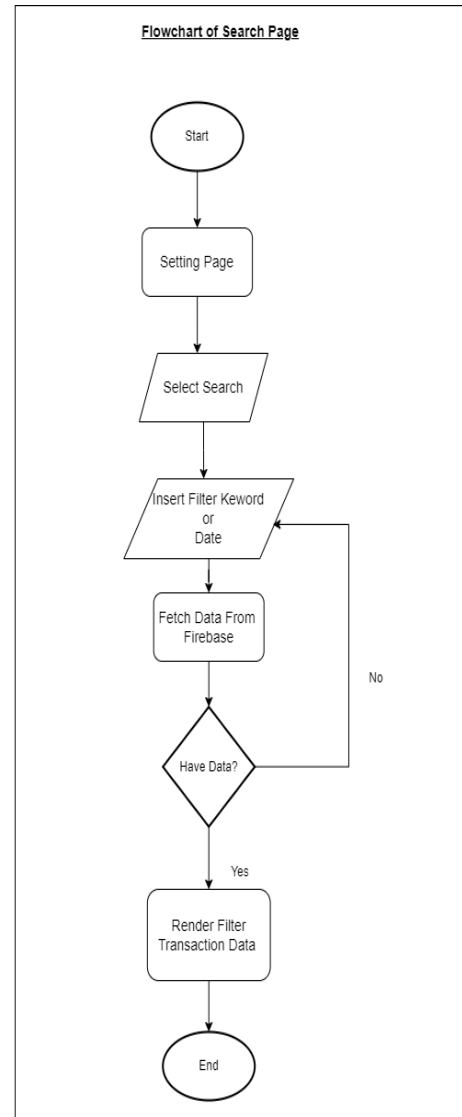 Flowchart of Search Page
Start
Setting Page
Select Search
Insert Filter Keword
or
Date
Fetch Data From
Firebase
No
Have Data?
Yes
Render Filter
Transaction Data
End